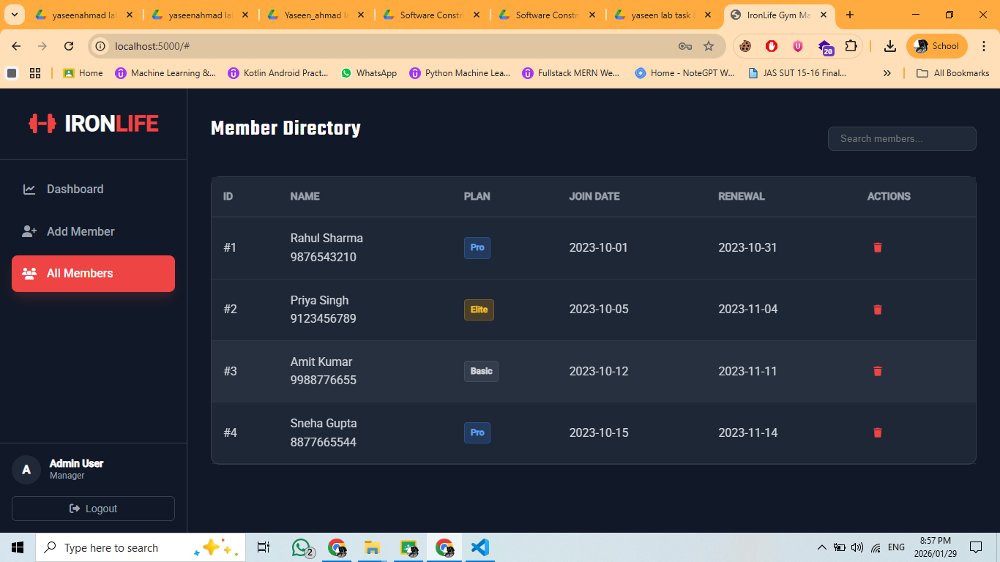 yaseenahmad lal
yaseenahmad la
Yaseen_ahmad l
Software Constr
Software Constr
yaseen lab task
IronLife Gym Ma
localhost:5000/#
20
School
Home
Machine Learning &...
Kotlin Android Pract...
WhatsApp
Python Machine Lea...
Fullstack MERN We...
Home - NoteGPT W...
JAS SUT 15-16 Final...
All Bookmarks
IRONLIFE
Dashboard
Add Member
All Members
Admin User
A
Manager
Logout
Member Directory
Search members...
ID NAME PLAN JOIN DATE RENEWAL ACTIONS
#1 Rahul Sharma 9876543210 Pro 2023-10-01 2023-10-31
#2 Priya Singh 9123456789 Elite 2023-10-05 2023-11-04
#3 Amit Kumar 9988776655 Basic 2023-10-12 2023-11-11
#4 Sneha Gupta 8877665544 Pro 2023-10-15 2023-11-14
Type here to search
2
ENG
8:57 PM
2026/01/29